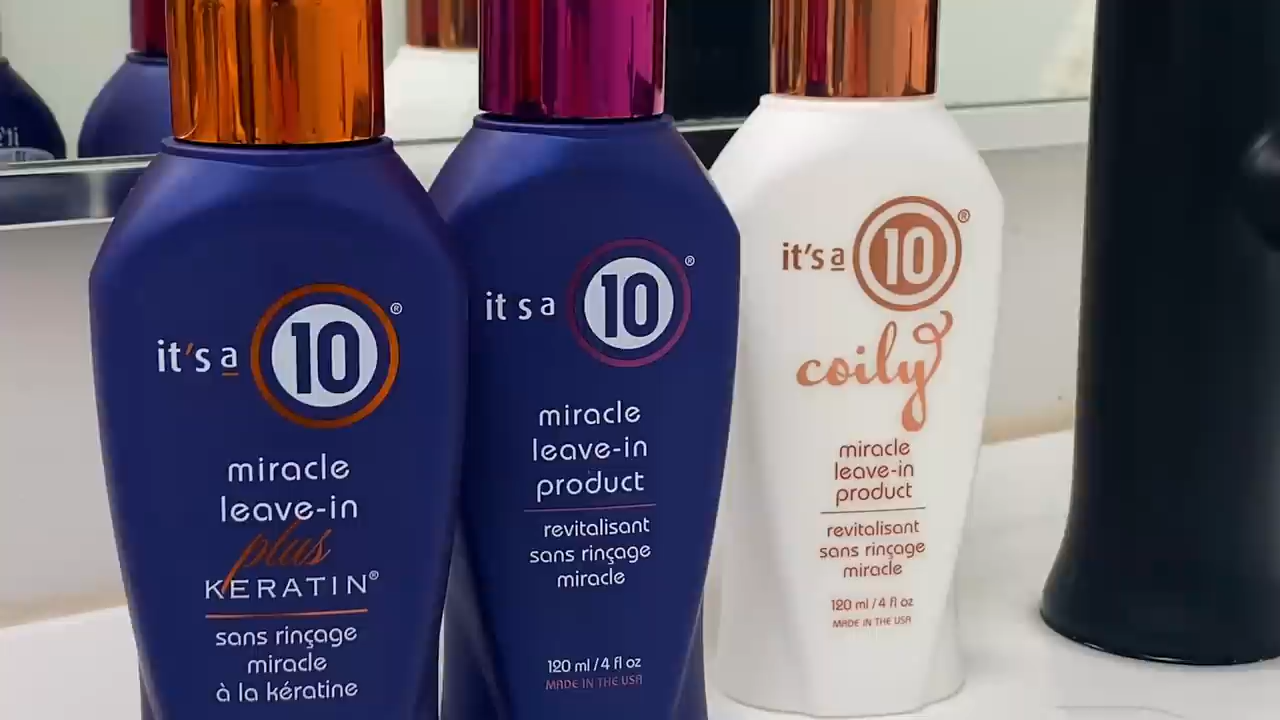 it's a 10®
miracle
leave-in
plus
KERATIN®
sans rinçage
miracle
à la kératine
it s a 10®
miracle
leave-in
product
revitalisant
sans rinçage
miracle
120 ml / 4 fl oz
MADE IN THE USA
it's a 10®
coily
miracle
leave-in
product
revitalisant
sans rinçage
miracle
120 ml / 4 fl oz
MADE IN THE USA